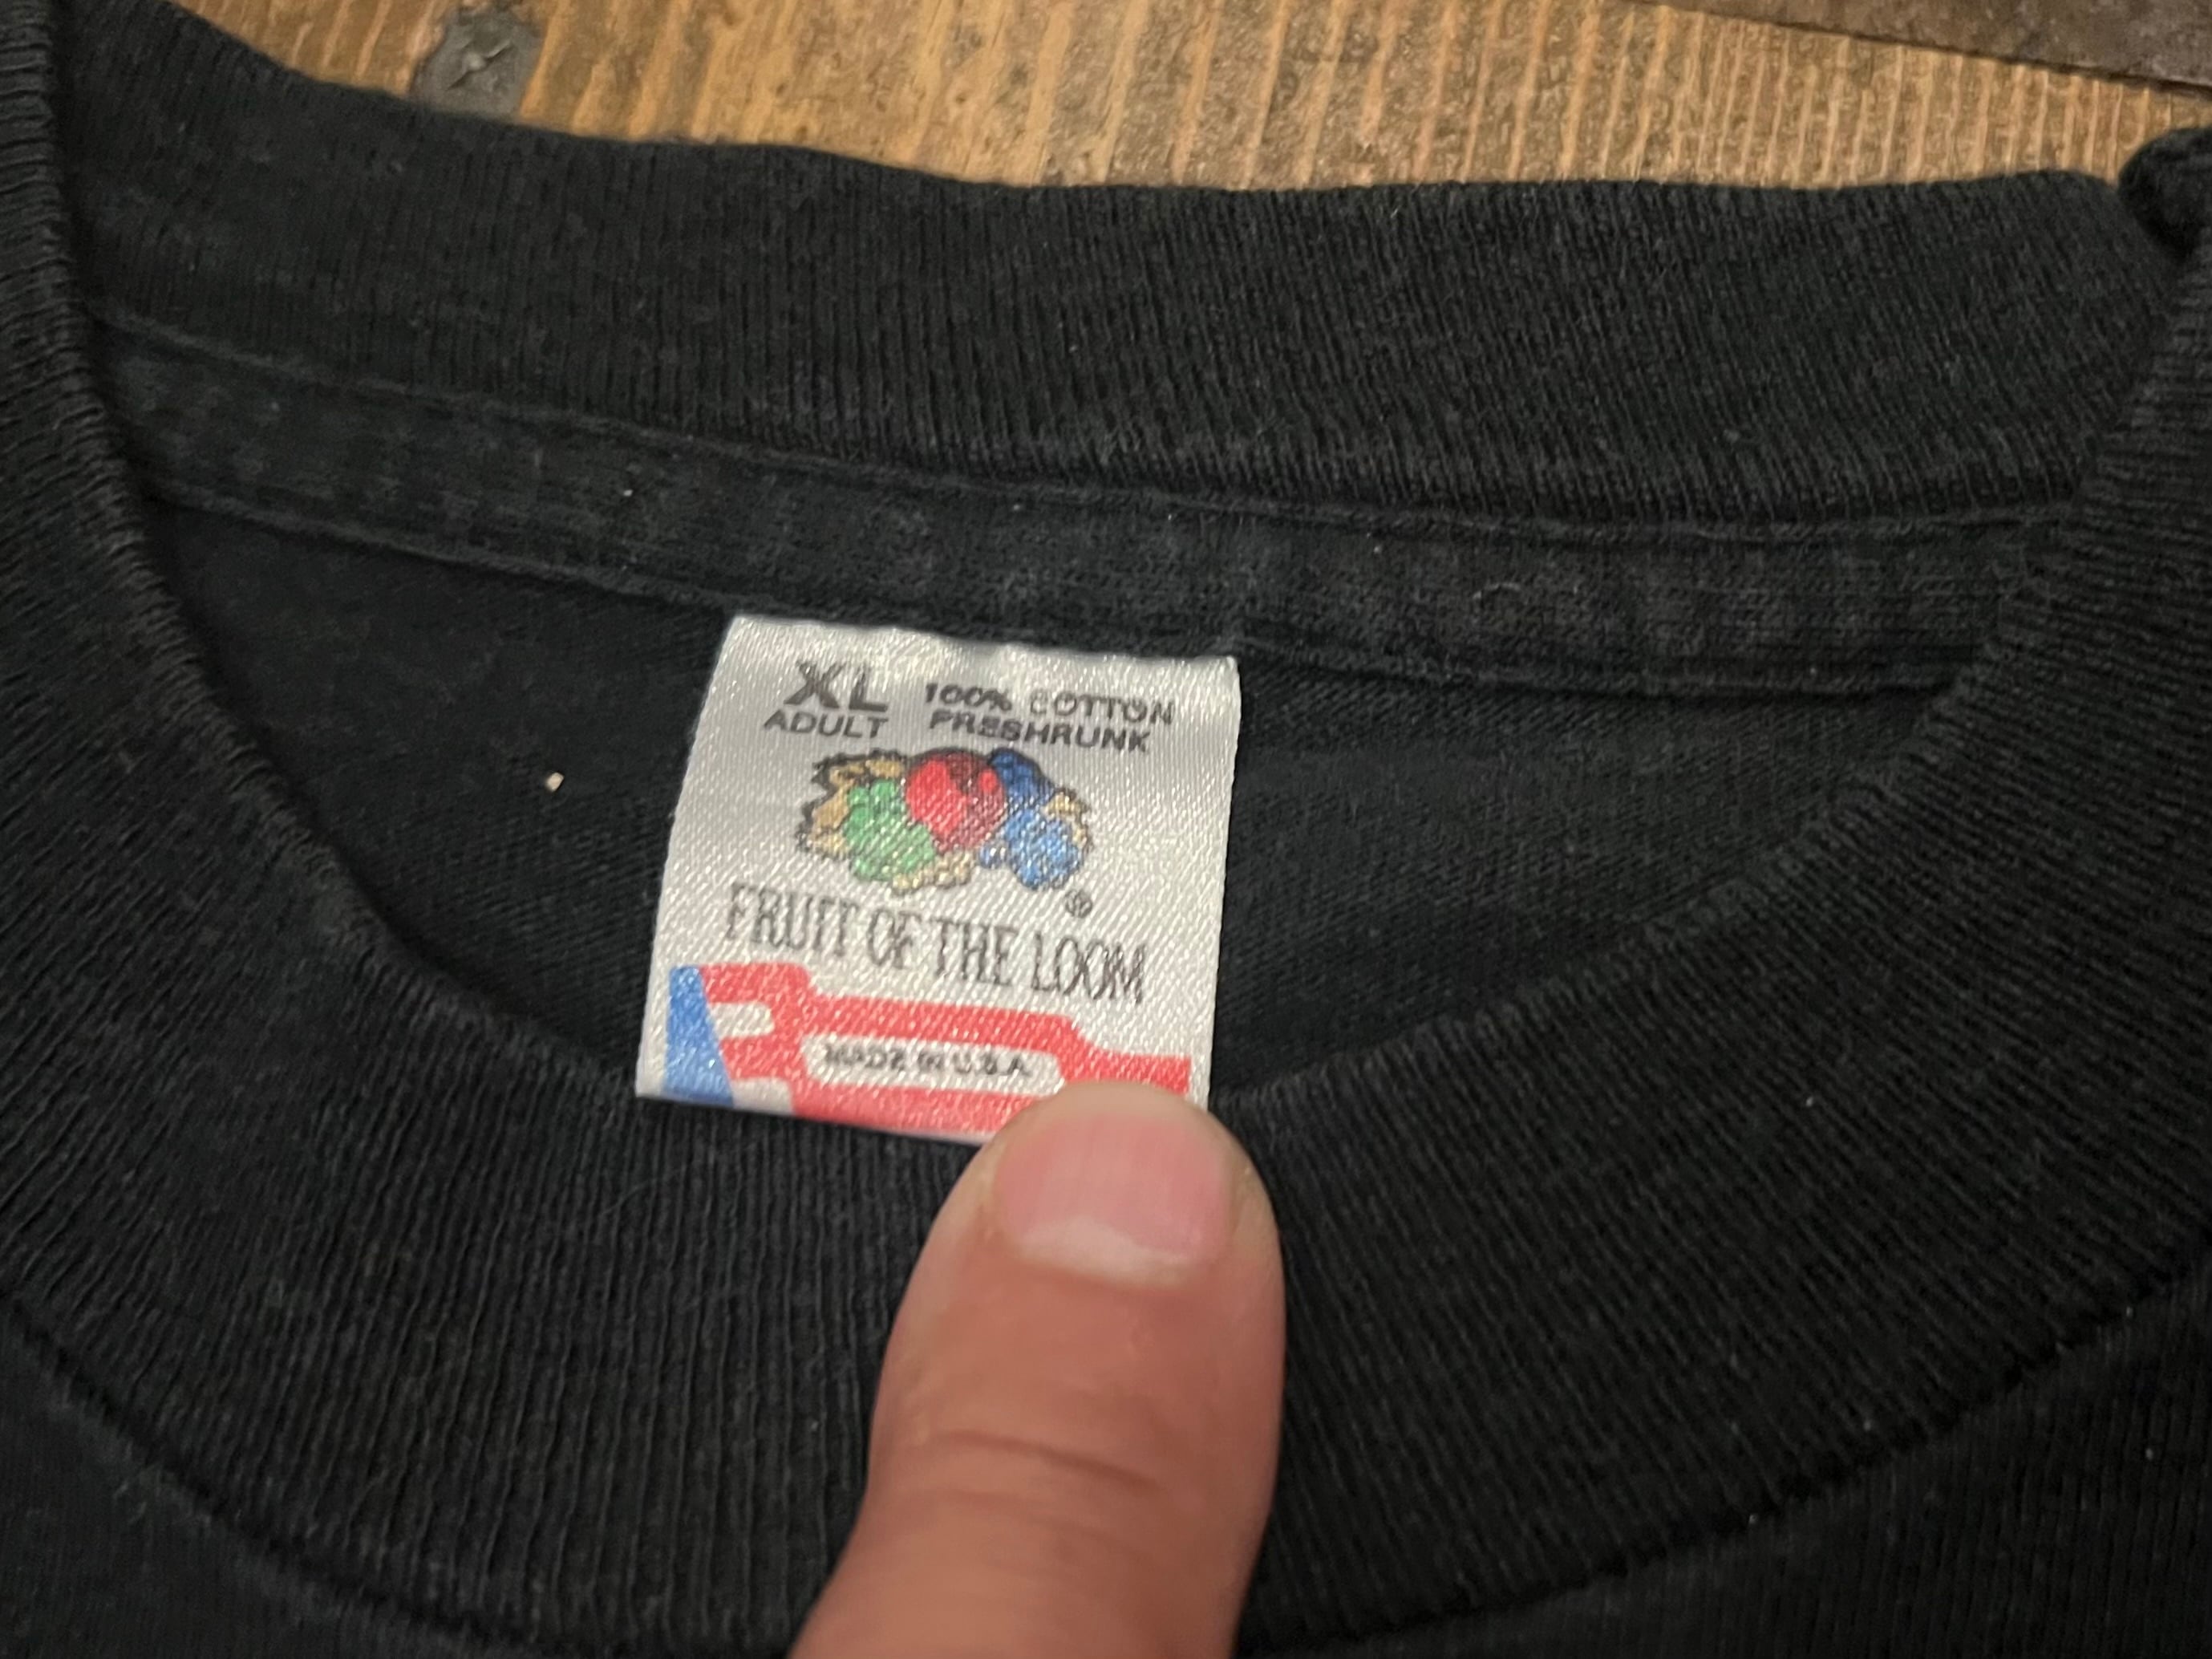 XL 100% COTTON
ADULT PRESHRUNK
®
FRUIT OF THE LOOM
MADE IN U.S.A.